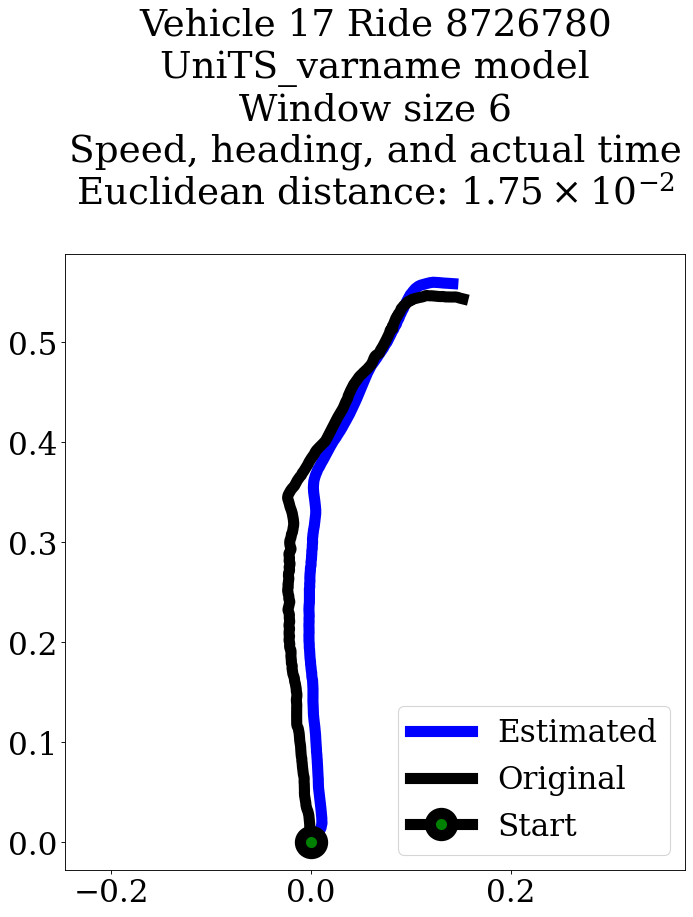 Vehicle 17 Ride 8726780
UniTS_varname model
Window size 6
Speed, heading, and actual time
Euclidean distance: 1.75 × 10⁻²
0.5
0.4
0.3
0.2
0.1
0.0
−0.2 0.0 0.2
Estimated
Original
Start